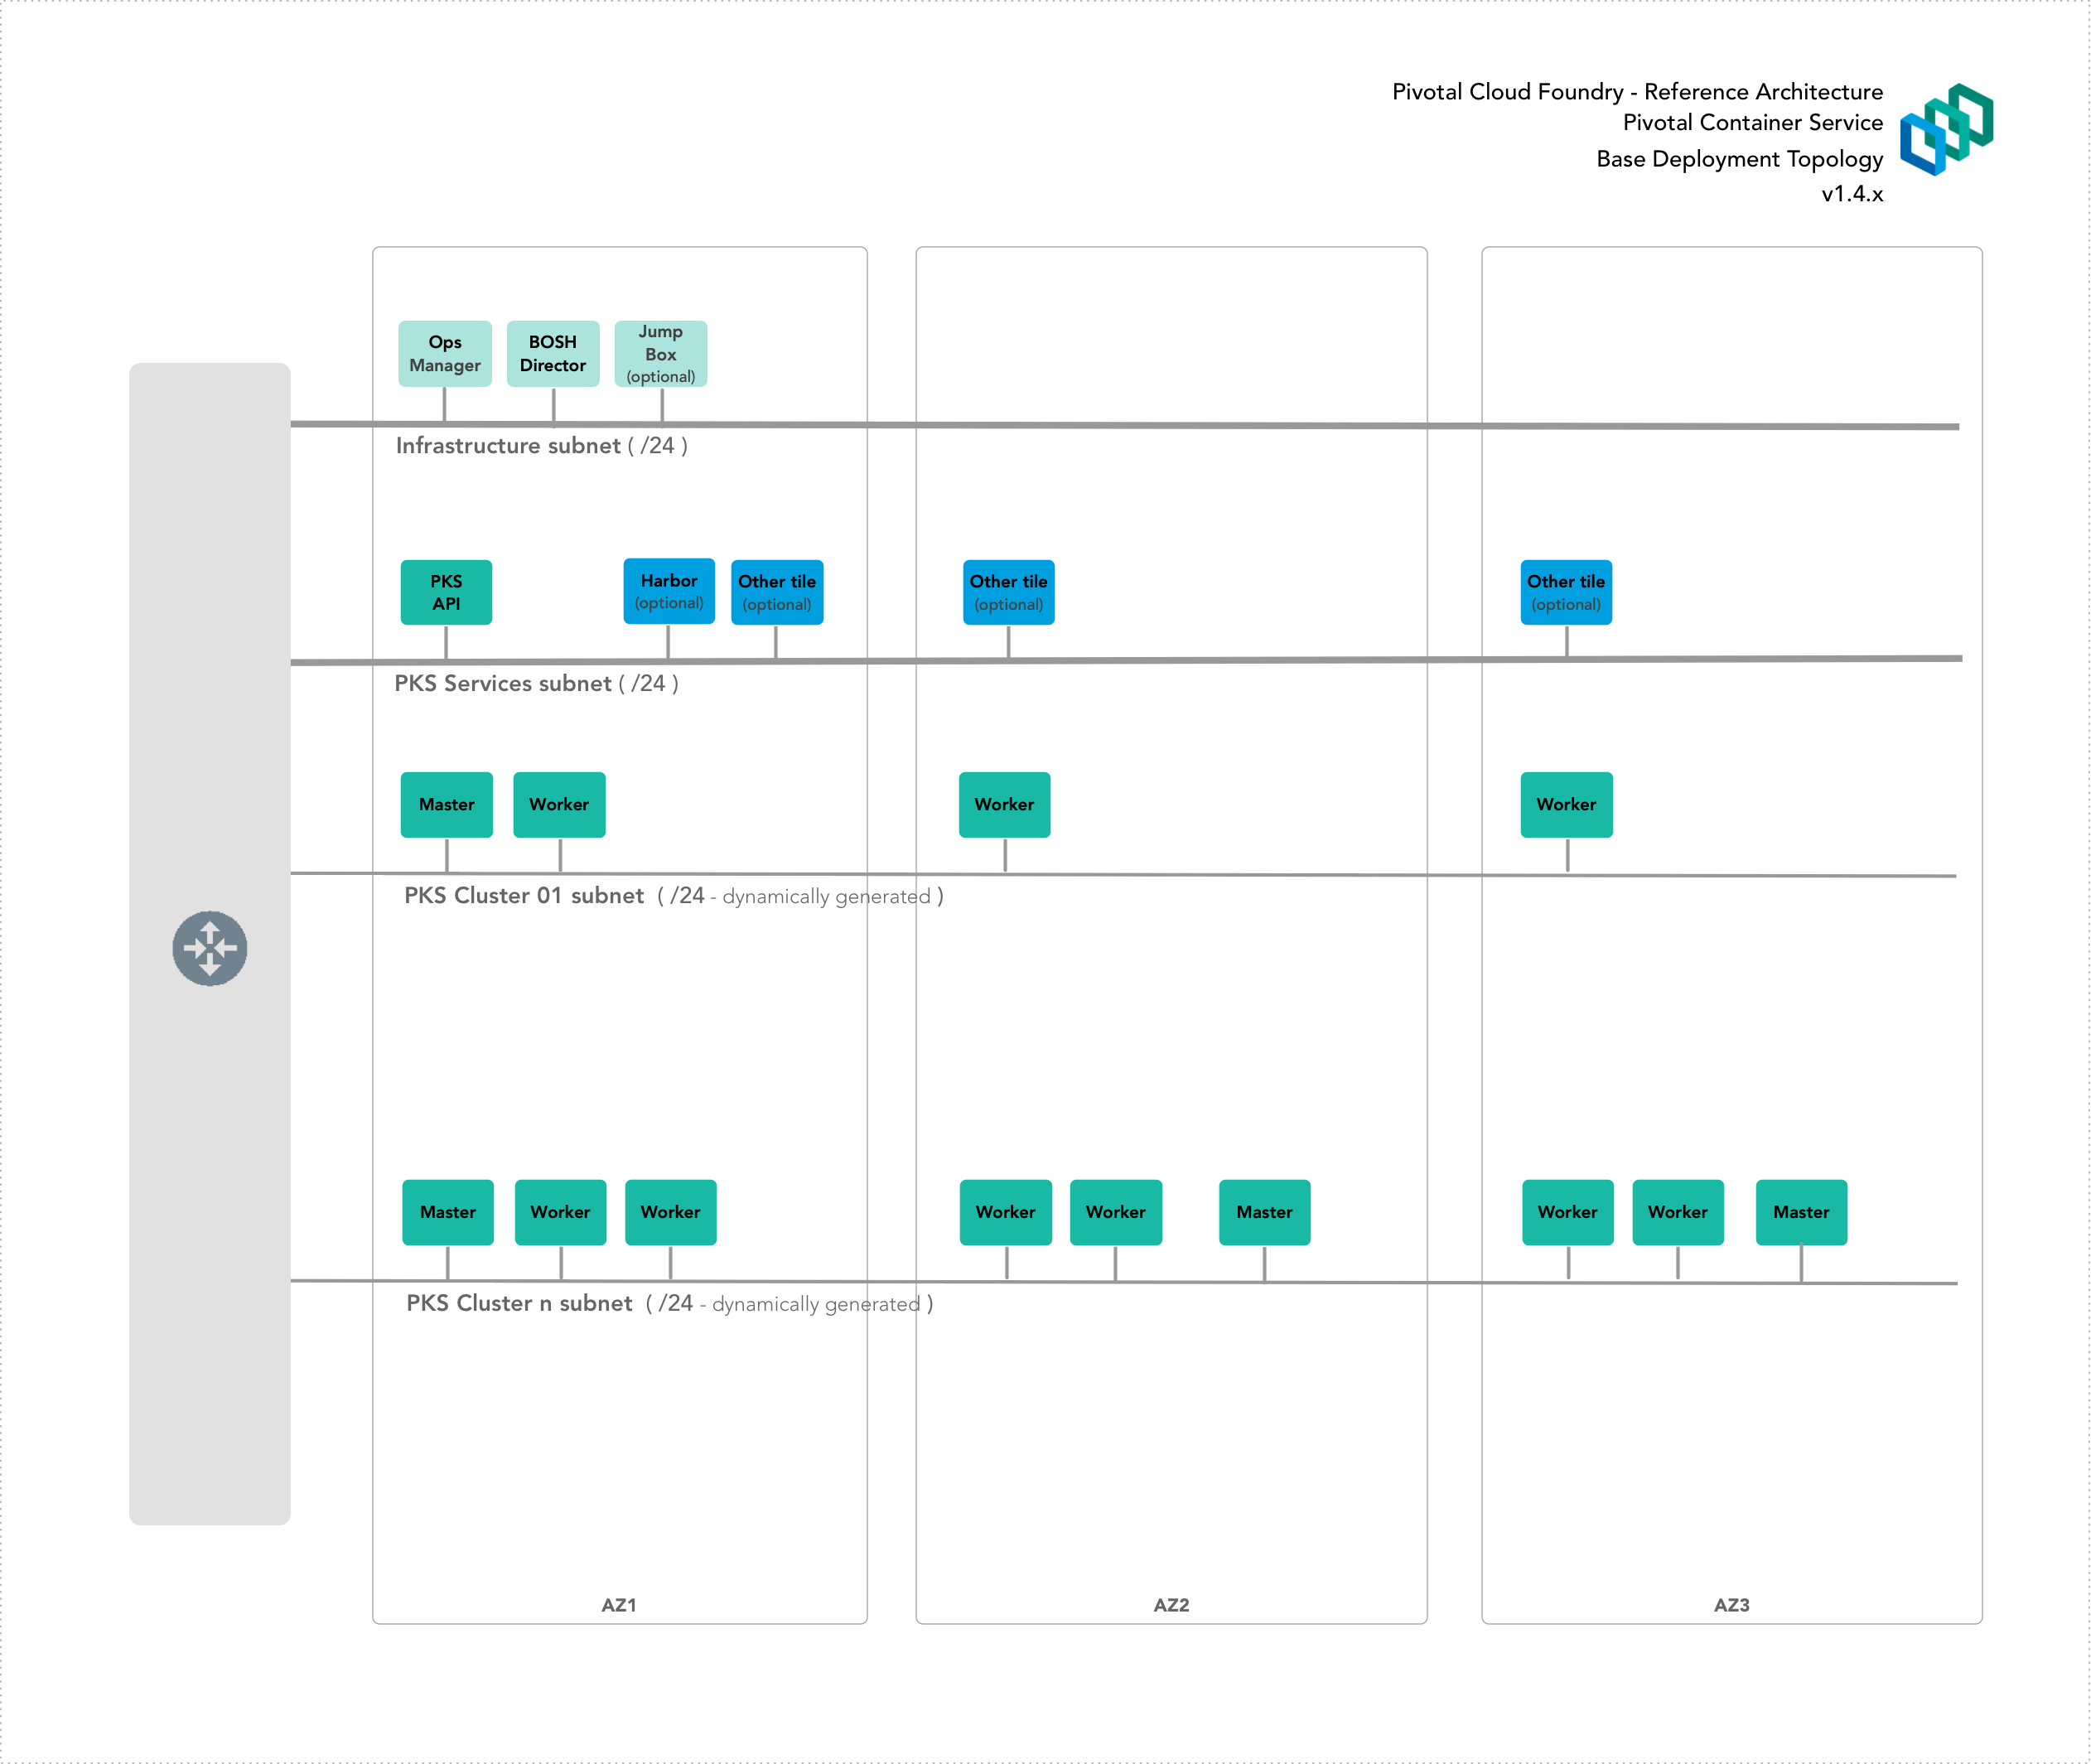 Pivotal Cloud Foundry - Reference Architecture
Pivotal Container Service
Base Deployment Topology
v1.4.x
Ops
Manager
BOSH
Director
Jump
Box
(optional)
Infrastructure subnet ( /24 )
PKS
API
Harbor
(optional)
Other tile
(optional)
Other tile
(optional)
Other tile
(optional)
PKS Services subnet ( /24 )
Master
Worker
Worker
Worker
PKS Cluster 01 subnet ( /24 - dynamically generated )
Master
Worker
Worker
Worker
Worker
Master
Worker
Worker
Master
PKS Cluster n subnet ( /24 - dynamically generated )
AZ1
AZ2
AZ3